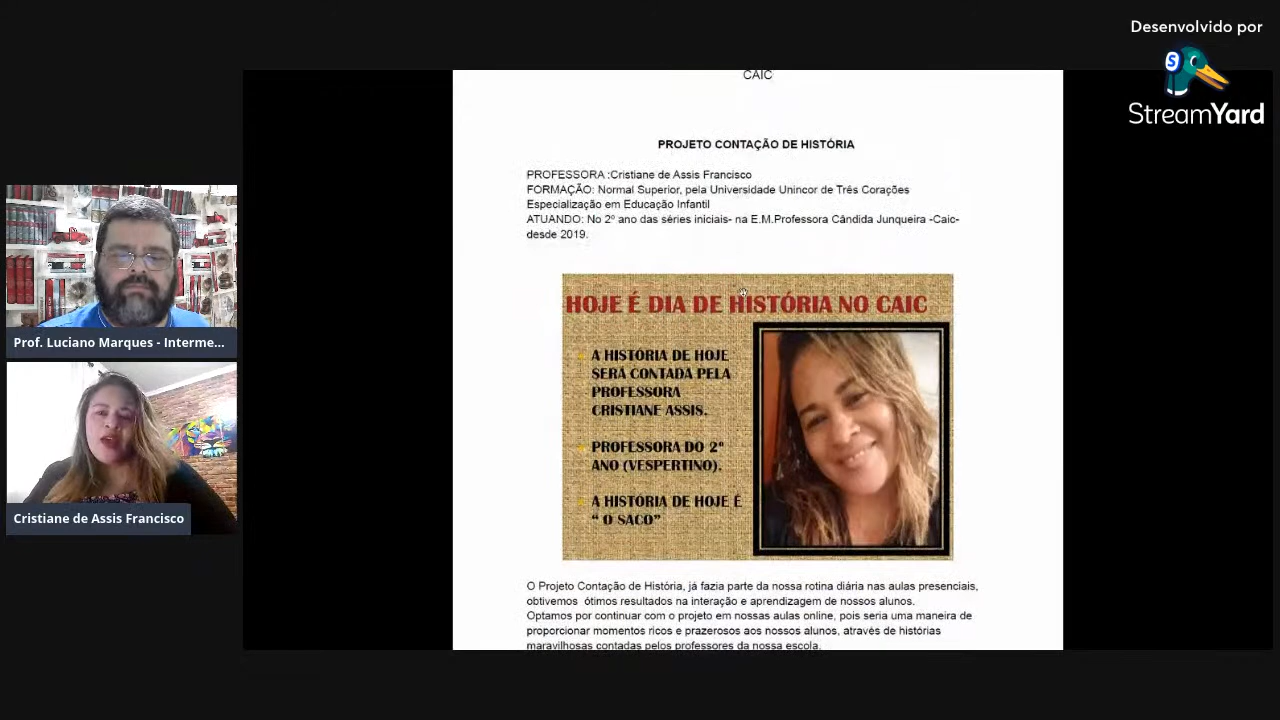 Desenvolvido por
S
StreamYard
CAIC
PROJETO CONTAÇÃO DE HISTÓRIA
PROFESSORA :Cristiane de Assis Francisco
FORMAÇÃO: Normal Superior, pela Universidade Unincor de Três Corações
Especialização em Educação Infantil
ATUANDO: No 2º ano das séries iniciais- na E.M.Professora Cândida Junqueira -Caic-
desde 2019.
HOJE É DIA DE HISTÓRIA NO CAIC
A HISTÓRIA DE HOJE
SERÁ CONTADA PELA
PROFESSORA
CRISTIANE ASSIS.
PROFESSORA DO 2º
ANO (VESPERTINO).
A HISTÓRIA DE HOJE É
“ O SACO”
O Projeto Contação de História, já fazia parte da nossa rotina diária nas aulas presenciais,
obtivemos ótimos resultados na interação e aprendizagem de nossos alunos.
Optamos por continuar com o projeto em nossas aulas online, pois seria uma maneira de
proporcionar momentos ricos e prazerosos aos nossos alunos, através de histórias
maravilhosas contadas pelos professores da nossa escola.
Prof. Luciano Marques - Interme...
Cristiane de Assis Francisco